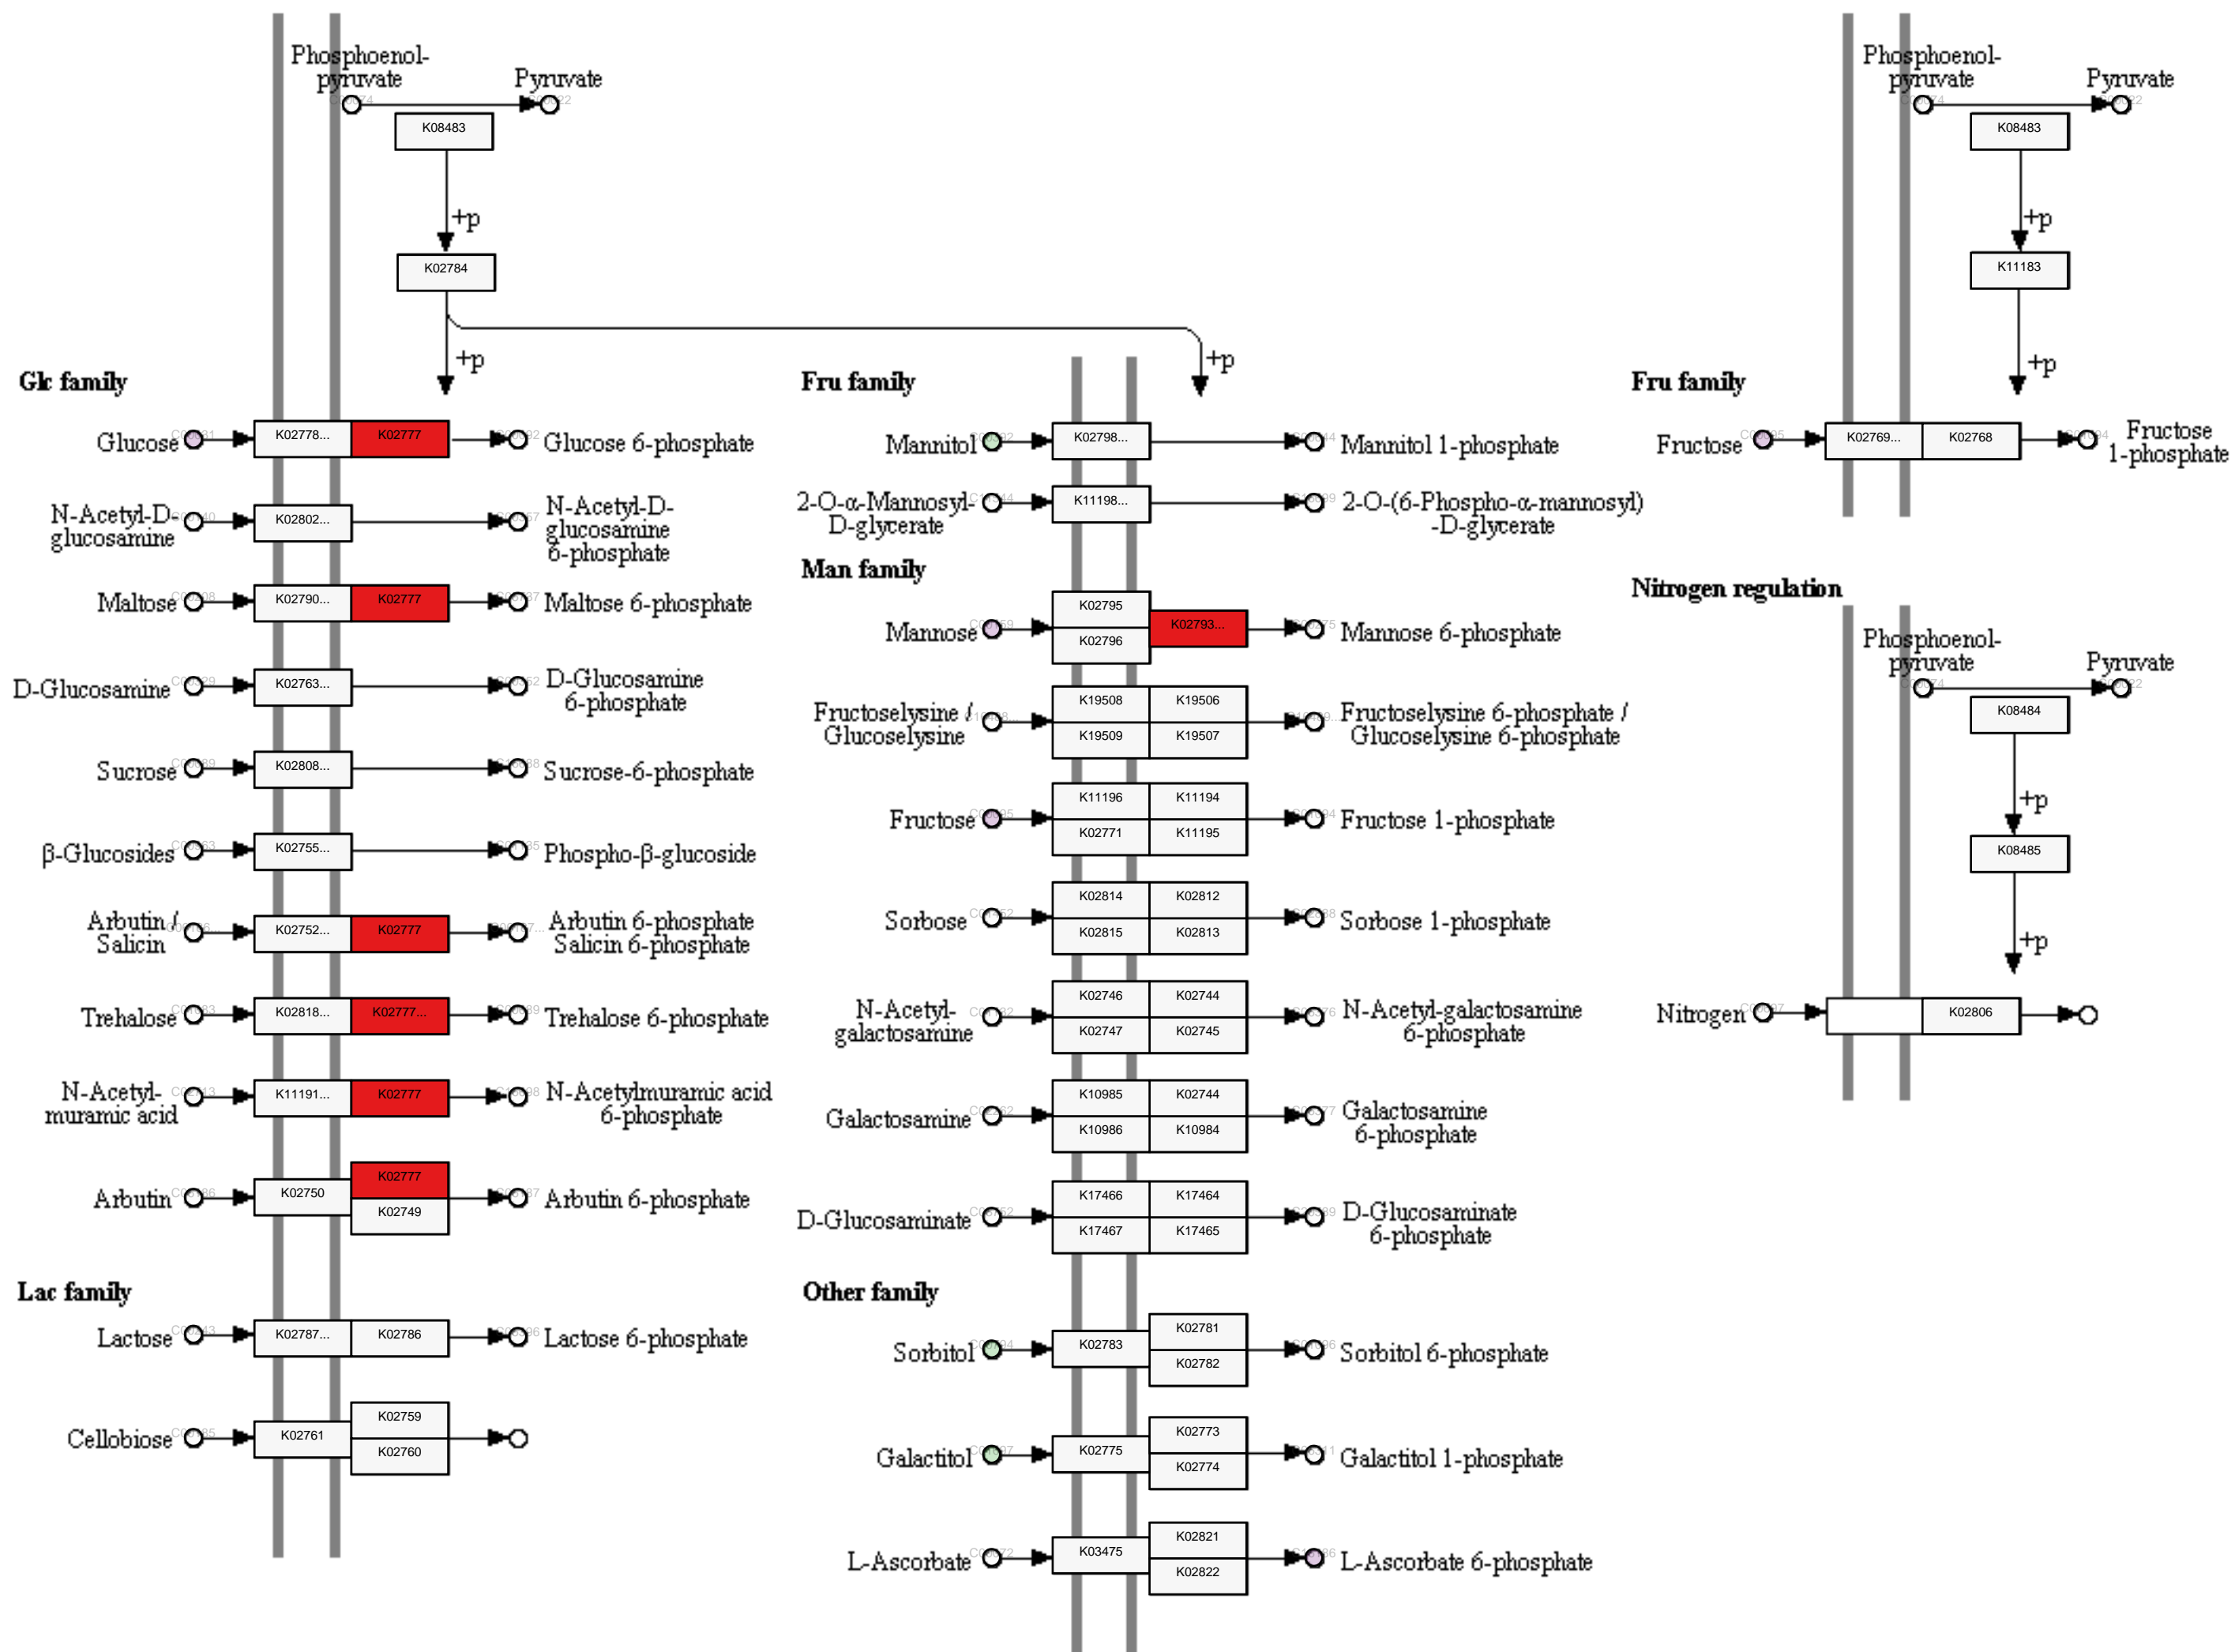 Phosphoenol-
pyruvate
Pyruvate
K08483
+p
K02784
+p
+p
Glc family
Glucose
K02778...
K02777
Glucose 6-phosphate
N-Acetyl-D-
glucosamine
K02802...
N-Acetyl-D-
glucosamine
6-phosphate
Maltose
K02790...
K02777
Maltose 6-phosphate
D-Glucosamine
K02763...
D-Glucosamine
6-phosphate
Sucrose
K02808...
Sucrose-6-phosphate
β-Glucosides
K02755...
Phospho-β-glucoside
Arbutin /
Salicin
K02752...
K02777
Arbutin 6-phosphate
Salicin 6-phosphate
Trehalose
K02818...
K02777...
Trehalose 6-phosphate
N-Acetyl-
muramic acid
K11191...
K02777
N-Acetylmuramic acid
6-phosphate
Arbutin
K02750
K02777
K02749
Arbutin 6-phosphate
Lac family
Lactose
K02787...
K02786
Lactose 6-phosphate
Cellobiose
K02761
K02759
K02760
Fru family
Mannitol
K02798...
Mannitol 1-phosphate
2-O-α-Mannosyl-
D-glycerate
K11198...
2-O-(6-Phospho-α-mannosyl)
-D-glycerate
Man family
Mannose
K02795
K02796
K02793...
Mannose 6-phosphate
Fructoselysine /
Glucoselysine
K19508
K19506
K19509
K19507
Fructoselysine 6-phosphate /
Glucoselysine 6-phosphate
Fructose
K11196
K11194
K02771
K11195
Fructose 1-phosphate
Sorbose
K02814
K02812
K02815
K02813
Sorbose 1-phosphate
N-Acetyl-
galactosamine
K02746
K02744
K02747
K02745
N-Acetyl-galactosamine
6-phosphate
Galactosamine
K10985
K02744
K10986
K10984
Galactosamine
6-phosphate
D-Glucosaminate
K17466
K17464
K17467
K17465
D-Glucosaminate
6-phosphate
Other family
Sorbitol
K02783
K02781
K02782
Sorbitol 6-phosphate
Galactitol
K02775
K02773
K02774
Galactitol 1-phosphate
L-Ascorbate
K03475
K02821
K02822
L-Ascorbate 6-phosphate
Phosphoenol-
pyruvate
Pyruvate
K08483
+p
K11183
+p
Fru family
Fructose
K02769...
K02768
Fructose
1-phosphate
Nitrogen regulation
Phosphoenol-
pyruvate
Pyruvate
K08484
+p
K08485
+p
Nitrogen
K02806